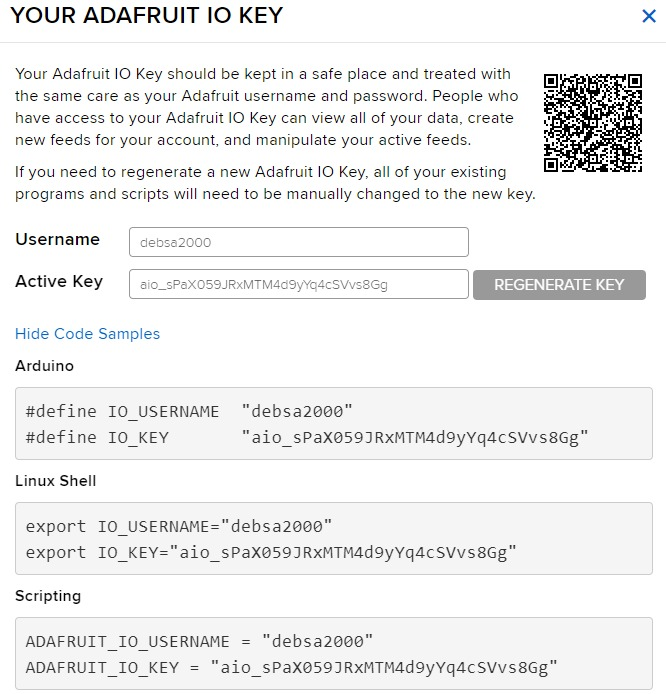 YOUR ADAFRUIT IO KEY
Your Adafruit IO Key should be kept in a safe place and treated with
the same care as your Adafruit username and password. People who
have access to your Adafruit IO Key can view all of your data, create
new feeds for your account, and manipulate your active feeds.
If you need to regenerate a new Adafruit IO Key, all of your existing
programs and scripts will need to be manually changed to the new key.
Username debsa2000
Active Key aio_sPaX059JRxMTM4d9yYq4cSVvs8Gg REGENERATE KEY
Hide Code Samples
Arduino
#define IO_USERNAME "debsa2000"
#define IO_KEY "aio_sPaX059JRxMTM4d9yYq4cSVvs8Gg"
Linux Shell
export IO_USERNAME="debsa2000"
export IO_KEY="aio_sPaX059JRxMTM4d9yYq4cSVvs8Gg"
Scripting
ADAFRUIT_IO_USERNAME = "debsa2000"
ADAFRUIT_IO_KEY = "aio_sPaX059JRxMTM4d9yYq4cSVvs8Gg"